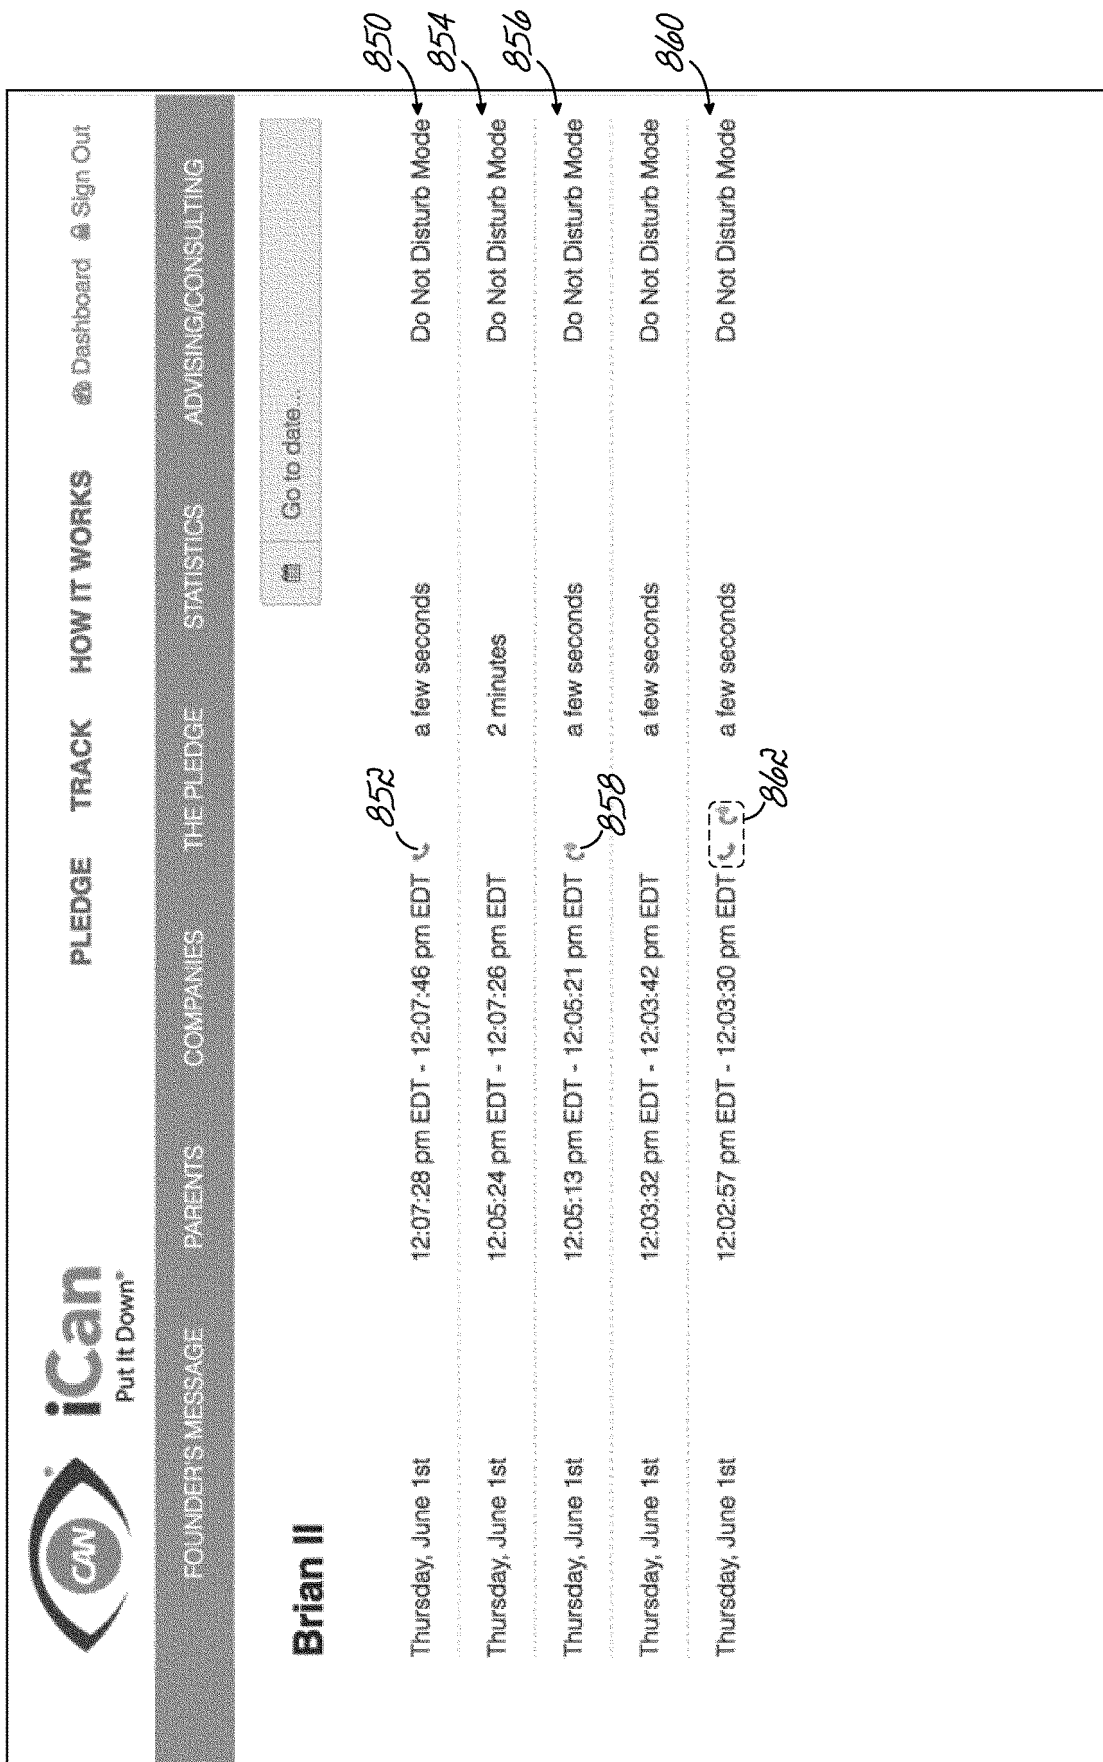 CAN
iCan
Put It Down®
PLEDGE TRACK HOW IT WORKS Dashboard Sign Out
FOUNDER'S MESSAGE PARENTS COMPANIES THE PLEDGE STATISTICS ADVISING/CONSULTING
Brian II
Go to date...
Thursday, June 1st 12:07:28 pm EDT - 12:07:46 pm EDT 852 a few seconds Do Not Disturb Mode 850
Thursday, June 1st 12:05:24 pm EDT - 12:07:26 pm EDT 2 minutes Do Not Disturb Mode 854
Thursday, June 1st 12:05:13 pm EDT - 12:05:21 pm EDT 858 a few seconds Do Not Disturb Mode 856
Thursday, June 1st 12:03:32 pm EDT - 12:03:42 pm EDT a few seconds Do Not Disturb Mode
Thursday, June 1st 12:02:57 pm EDT - 12:03:30 pm EDT 862 a few seconds Do Not Disturb Mode 860